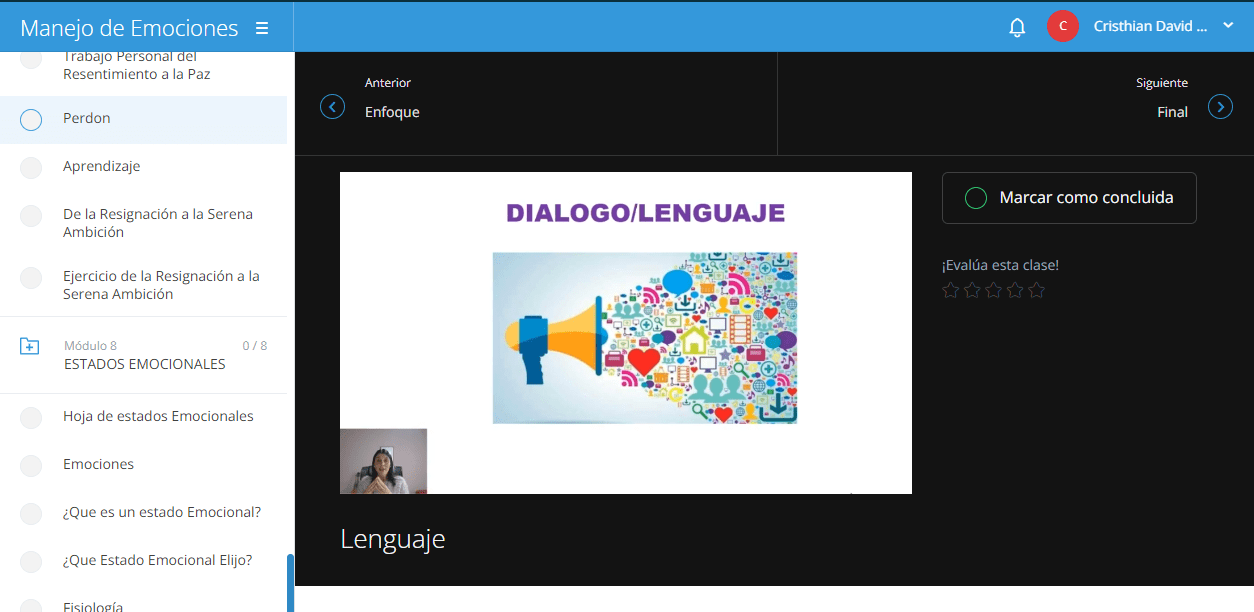 Manejo de Emociones
C
Cristhian David ...
Trabajo Personal del
Resentimiento a la Paz
Perdon
Aprendizaje
De la Resignación a la Serena
Ambición
Ejercicio de la Resignación a la
Serena Ambición
Módulo 8
0 / 8
ESTADOS EMOCIONALES
Hoja de estados Emocionales
Emociones
¿Que es un estado Emocional?
¿Que Estado Emocional Elijo?
Fisiología
Anterior
Enfoque
Siguiente
Final
DIALOGO/LENGUAJE
Marcar como concluida
¡Evalúa esta clase!
Lenguaje